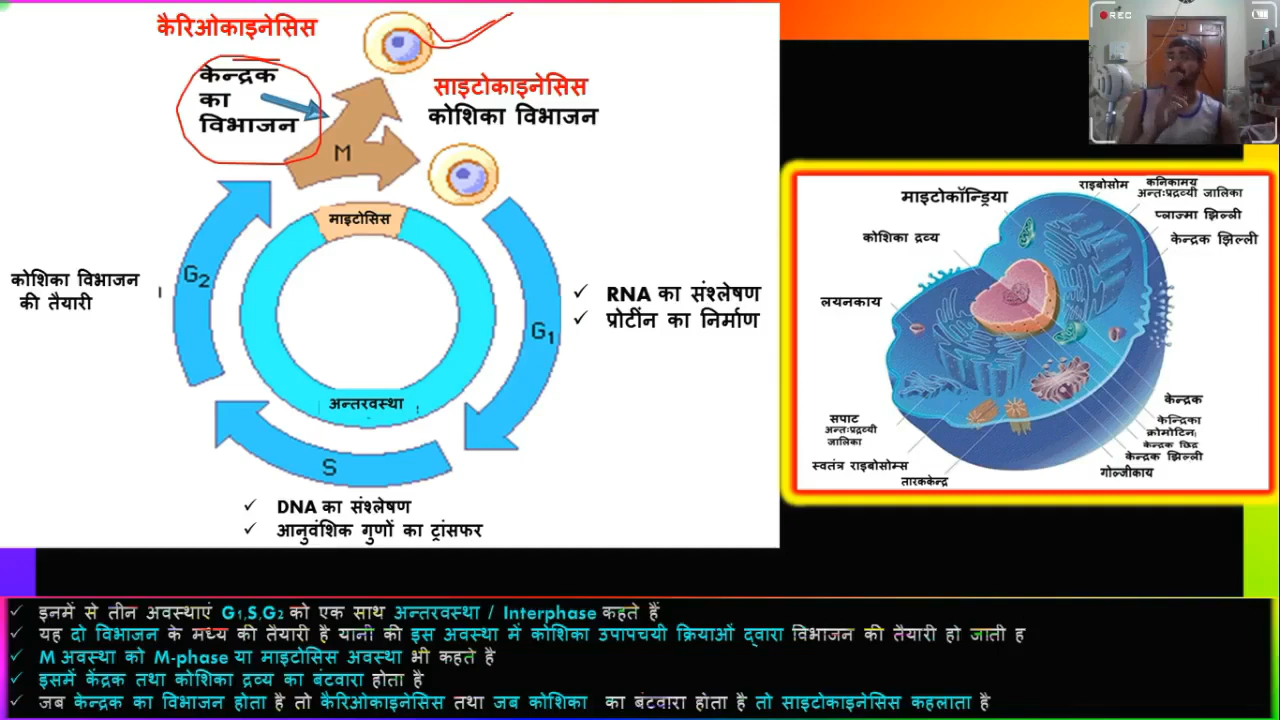 कैरिओकाइनेसिस
केन्द्रक
का
विभाजन
साइटोकाइनेसिस
कोशिका विभाजन
M
माइटोसिस
G2
कोशिका विभाजन
की तैयारी
G1
RNA का संश्लेषण
प्रोटीन का निर्माण
अन्तरवस्था
S
DNA का संश्लेषण
आनुवंशिक गुणों का ट्रांसफर
REC
माइटोकॉन्ड्रिया
राइबोसोम
कनिकामय
अन्तःप्रद्रव्यी जालिका
प्लाज्मा झिल्ली
केन्द्रक झिल्ली
कोशिका द्रव्य
लयनकाय
सपाट
अन्तःप्रद्रव्यी
जालिका
स्वतंत्र राइबोसोम्स
तारककेन्द्र
केन्द्रक
केन्द्रिका
क्रोमोटिन
केन्द्रक छिद्र
केन्द्रक झिल्ली
गोल्जीकाय
इनमें से तीन अवस्थाएं G1,S,G2 को एक साथ अन्तरवस्था / Interphase कहते हैं
यह दो विभाजन के मध्य की तैयारी है यानी की इस अवस्था में कोशिका उपापचयी क्रियाओं द्वारा विभाजन की तैयारी हो जाती ह
M अवस्था को M-phase या माइटोसिस अवस्था भी कहते है
इसमें केंद्रक तथा कोशिका द्रव्य का बंटवारा होता है
जब केन्द्रक का विभाजन होता है तो कैरिओकाइनेसिस तथा जब कोशिका का बंटवारा होता है तो साइटोकाइनेसिस कहलाता है